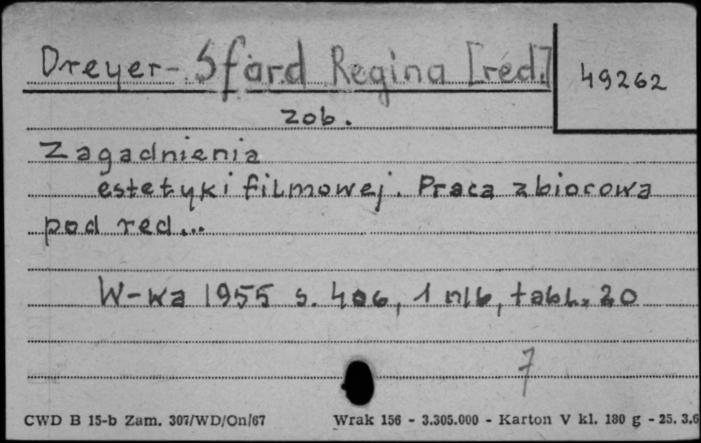 Dreyer-Sfard Regina [red.]
49262
zob.
Zagadnienia
estetyki filmowej. Praca zbiorowa
pod red...
W-wa 1955 s. 406, 1 nlb, tabl. 20
7
CWD B 15-b Zam. 307/WD/On/67
Wrak 156 - 3.305.000 - Karton V kl. 180 g - 25. 3.6